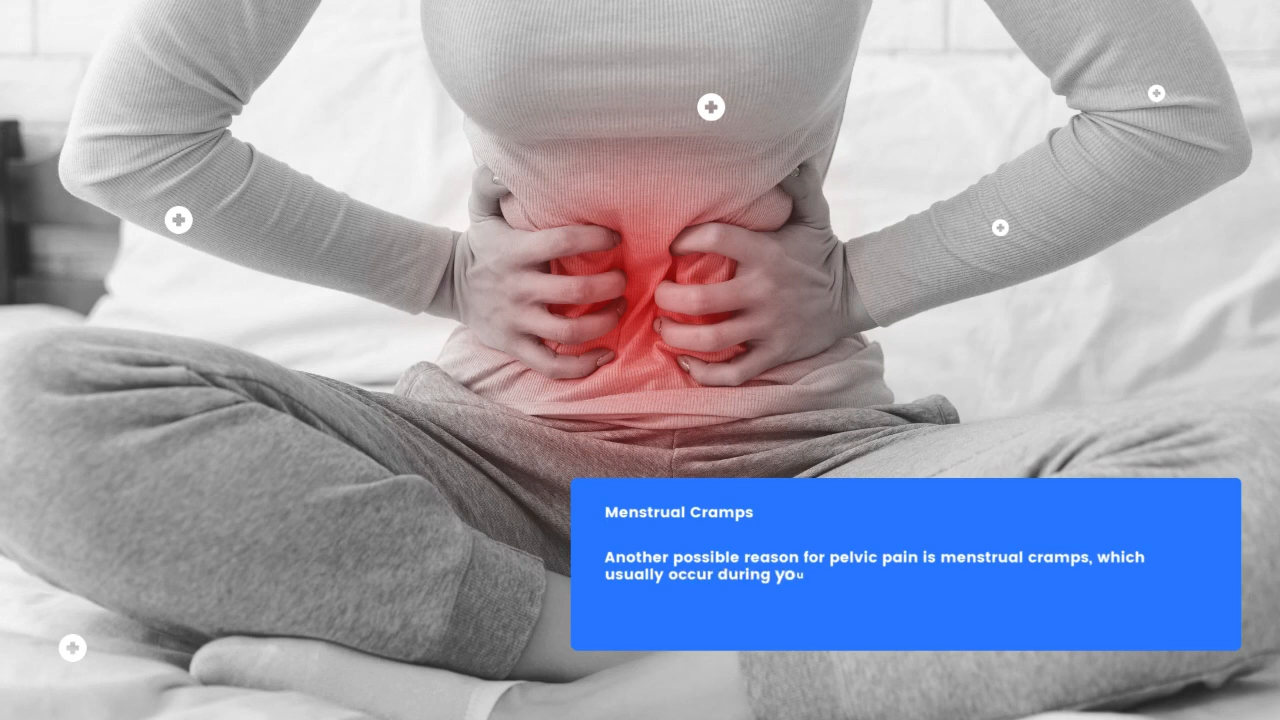 Menstrual Cramps
Another possible reason for pelvic pain is menstrual cramps, which
usually occur during you